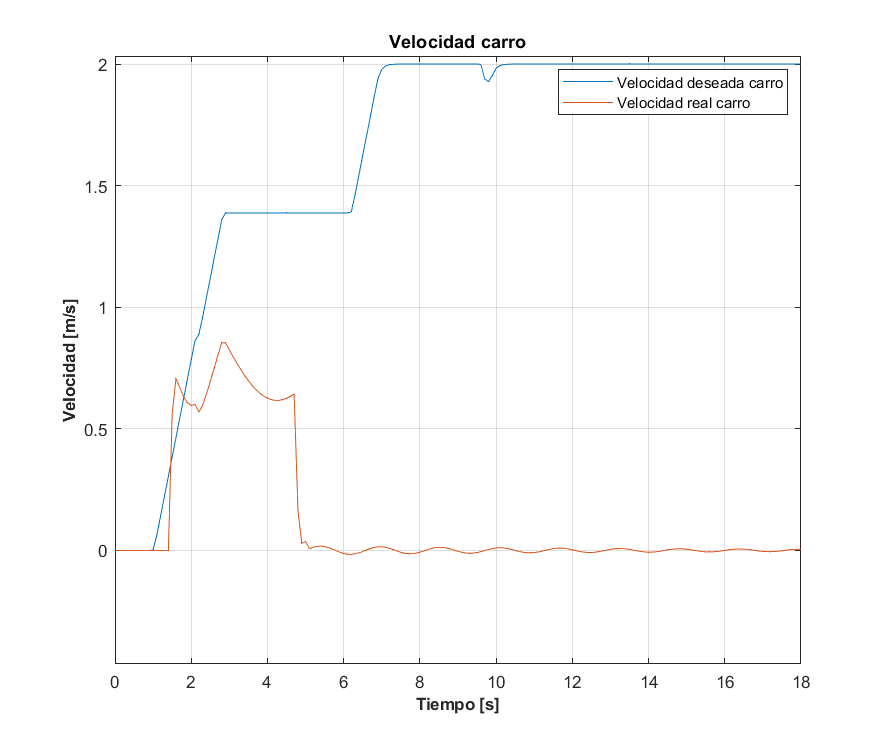 Velocidad carro
Velocidad deseada carro
Velocidad real carro
2
1.5
1
0.5
0
Velocidad [m/s]
0 2 4 6 8 10 12 14 16 18
Tiempo [s]